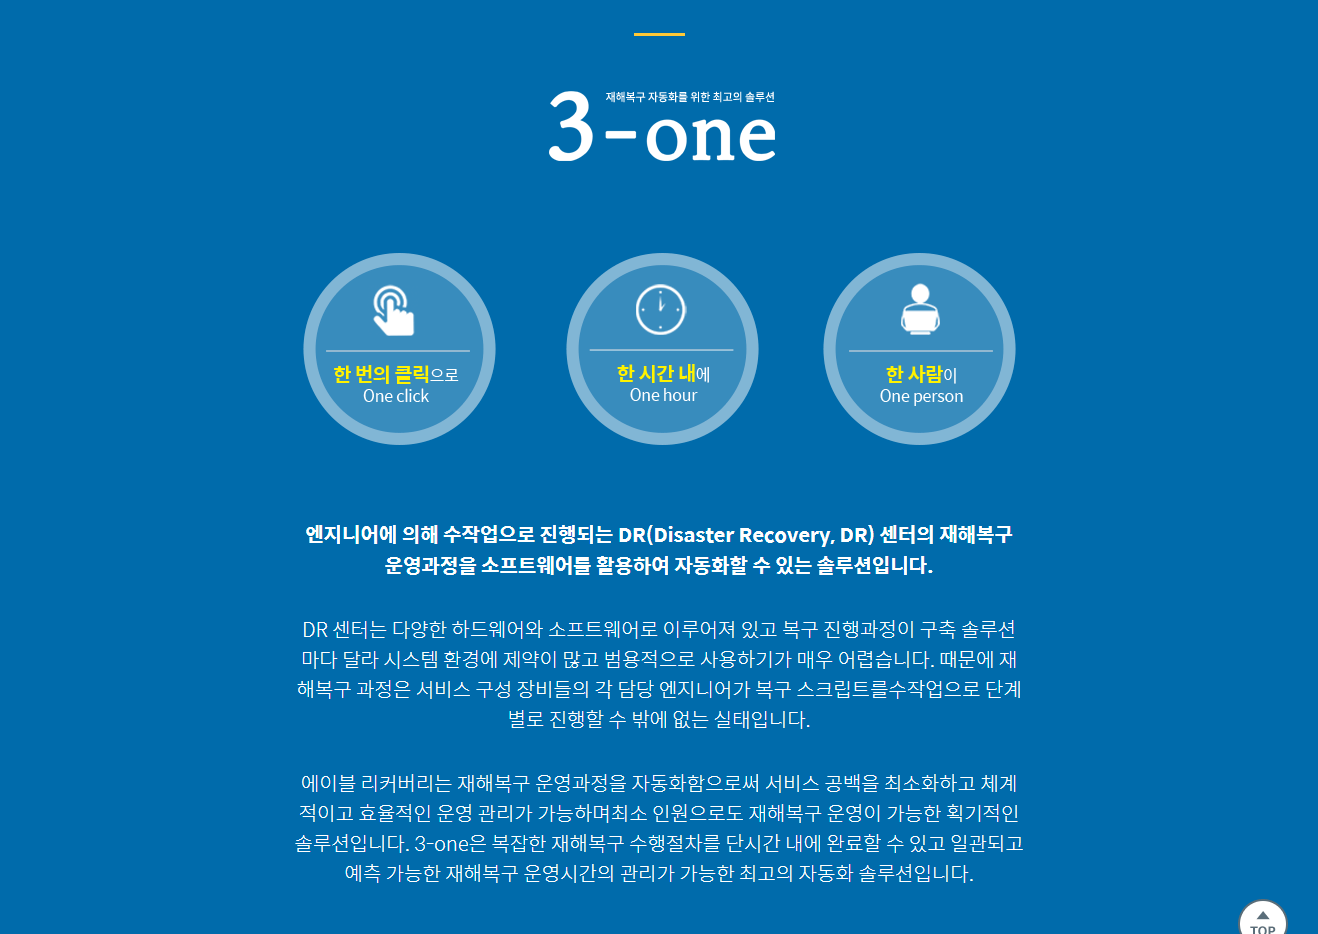 재해복구 자동화를 위한 최고의 솔루션
3-one
한 번의 클릭으로
One click
한 시간 내에
One hour
한 사람이
One person
엔지니어에 의해 수작업으로 진행되는 DR(Disaster Recovery, DR) 센터의 재해복구
운영과정을 소프트웨어를 활용하여 자동화할 수 있는 솔루션입니다.
DR 센터는 다양한 하드웨어와 소프트웨어로 이루어져 있고 복구 진행과정이 구축 솔루션
마다 달라 시스템 환경에 제약이 많고 범용적으로 사용하기가 매우 어렵습니다. 때문에 재
해복구 과정은 서비스 구성 장비들의 각 담당 엔지니어가 복구 스크립트를수작업으로 단계
별로 진행할 수 밖에 없는 실태입니다.
에이블 리커버리는 재해복구 운영과정을 자동화함으로써 서비스 공백을 최소화하고 체계
적이고 효율적인 운영 관리가 가능하며최소 인원으로도 재해복구 운영이 가능한 획기적인
솔루션입니다. 3-one은 복잡한 재해복구 수행절차를 단시간 내에 완료할 수 있고 일관되고
예측 가능한 재해복구 운영시간의 관리가 가능한 최고의 자동화 솔루션입니다.
TOP